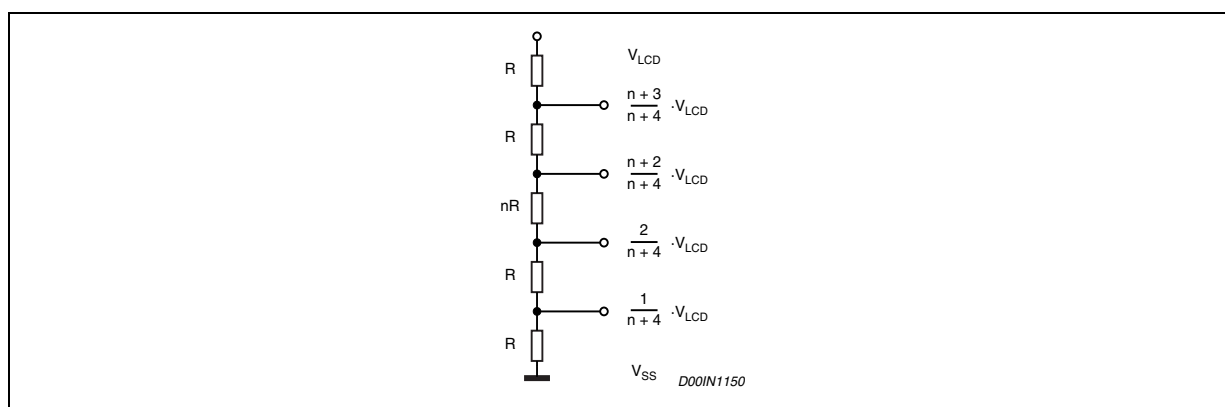 V_LCD
R
n + 3
n + 4 ·V_LCD
R
n + 2
n + 4 ·V_LCD
nR
2
n + 4 ·V_LCD
R
1
n + 4 ·V_LCD
R
V_SS D00IN1150